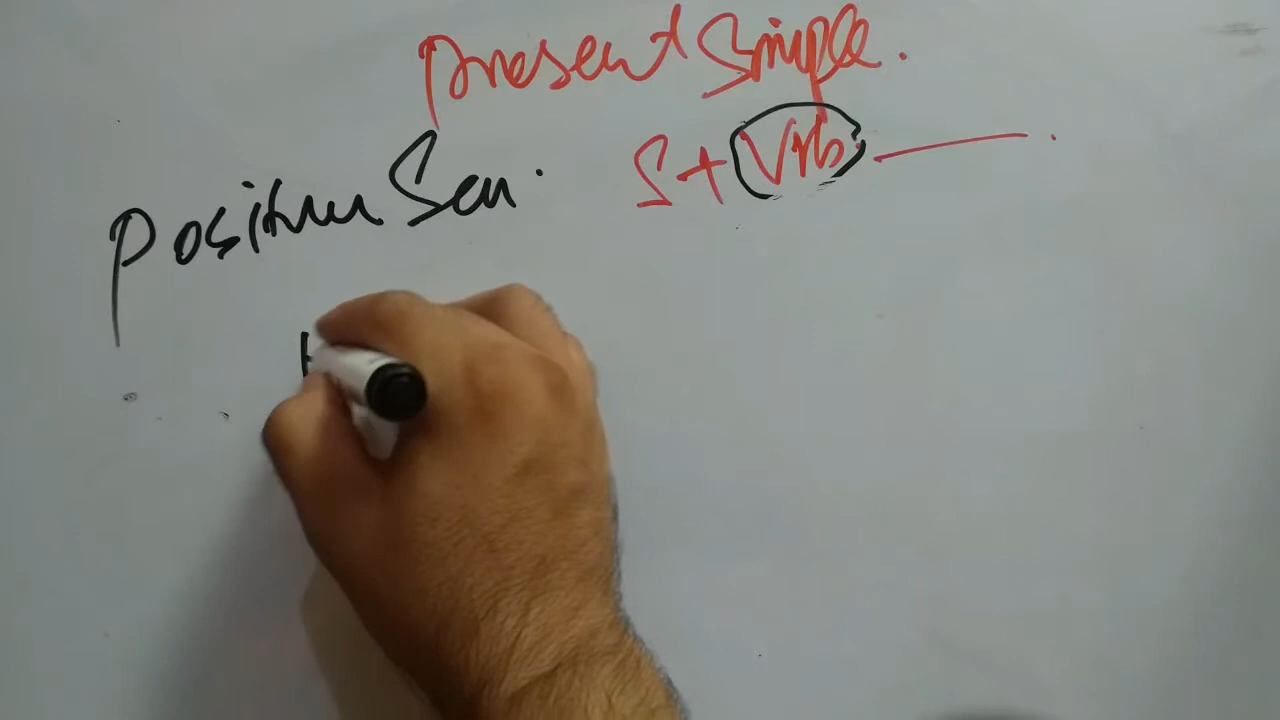 Present Simple.
Positive Sen. S + Vrb ———.